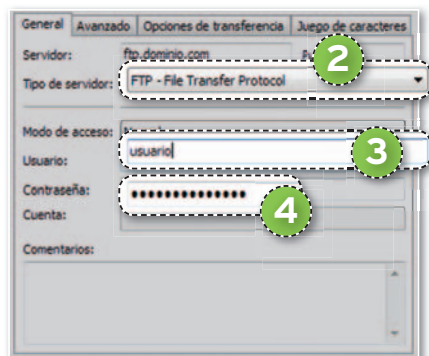 General Avanzado Opciones de transferencia Juego de caracteres
Servidor: ftp.dominio.com
2
Tipo de servidor: FTP - File Transfer Protocol
Modo de acceso:
Usuario: usuario
3
Contraseña: ••••••••••••••
4
Cuenta:
Comentarios: